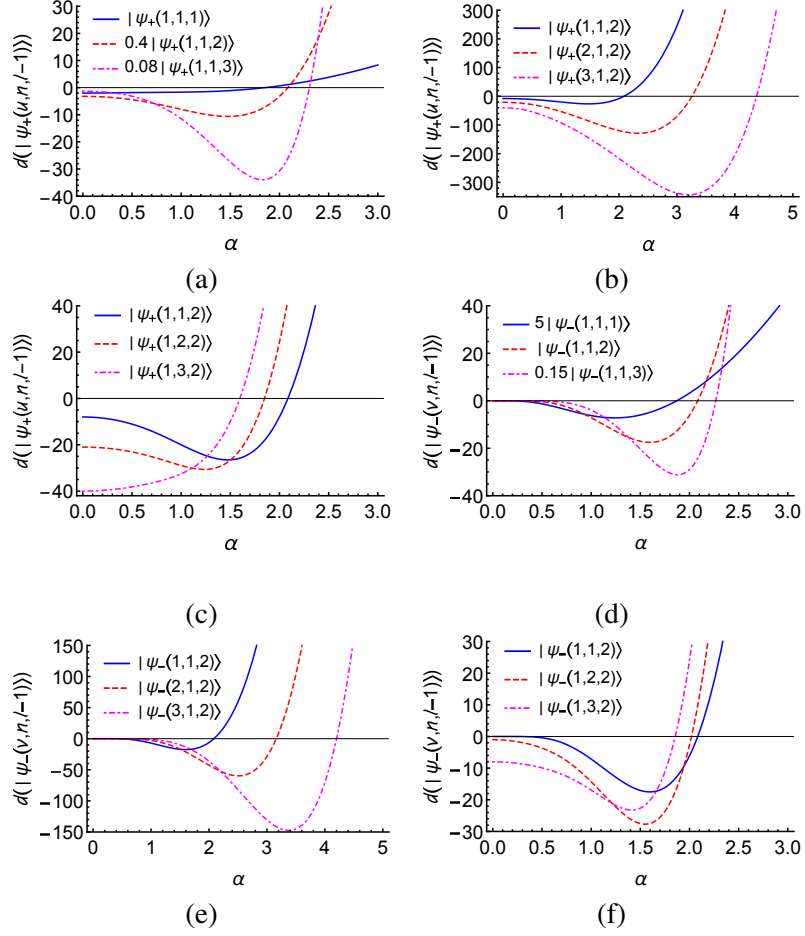 d(|ψ+(u,n,l-1)⟩)
30
20
10
0
−10
−20
−30
−40
|ψ+(1,1,1)⟩
0.4|ψ+(1,1,2)⟩
0.08|ψ+(1,1,3)⟩
0.0 0.5 1.0 1.5 2.0 2.5 3.0
α
(a)
d(|ψ+(u,n,l-1)⟩)
300
200
100
0
−100
−200
−300
|ψ+(1,1,2)⟩
|ψ+(2,1,2)⟩
|ψ+(3,1,2)⟩
0 1 2 3 4 5
α
(b)
d(|ψ+(u,n,l-1)⟩)
40
20
0
−20
−40
|ψ+(1,1,2)⟩
|ψ+(1,2,2)⟩
|ψ+(1,3,2)⟩
0.0 0.5 1.0 1.5 2.0 2.5 3.0
α
(c)
d(|ψ−(v,n,l-1)⟩)
40
20
0
−20
−40
5|ψ−(1,1,1)⟩
|ψ−(1,1,2)⟩
0.15|ψ−(1,1,3)⟩
0.0 0.5 1.0 1.5 2.0 2.5 3.0
α
(d)
d(|ψ−(v,n,l-1)⟩)
150
100
50
0
−50
−100
−150
|ψ−(1,1,2)⟩
|ψ−(2,1,2)⟩
|ψ−(3,1,2)⟩
0 1 2 3 4 5
α
(e)
d(|ψ−(v,n,l-1)⟩)
30
20
10
0
−10
−20
−30
|ψ−(1,1,2)⟩
|ψ−(1,2,2)⟩
|ψ−(1,3,2)⟩
0.0 0.5 1.0 1.5 2.0 2.5 3.0
α
(f)